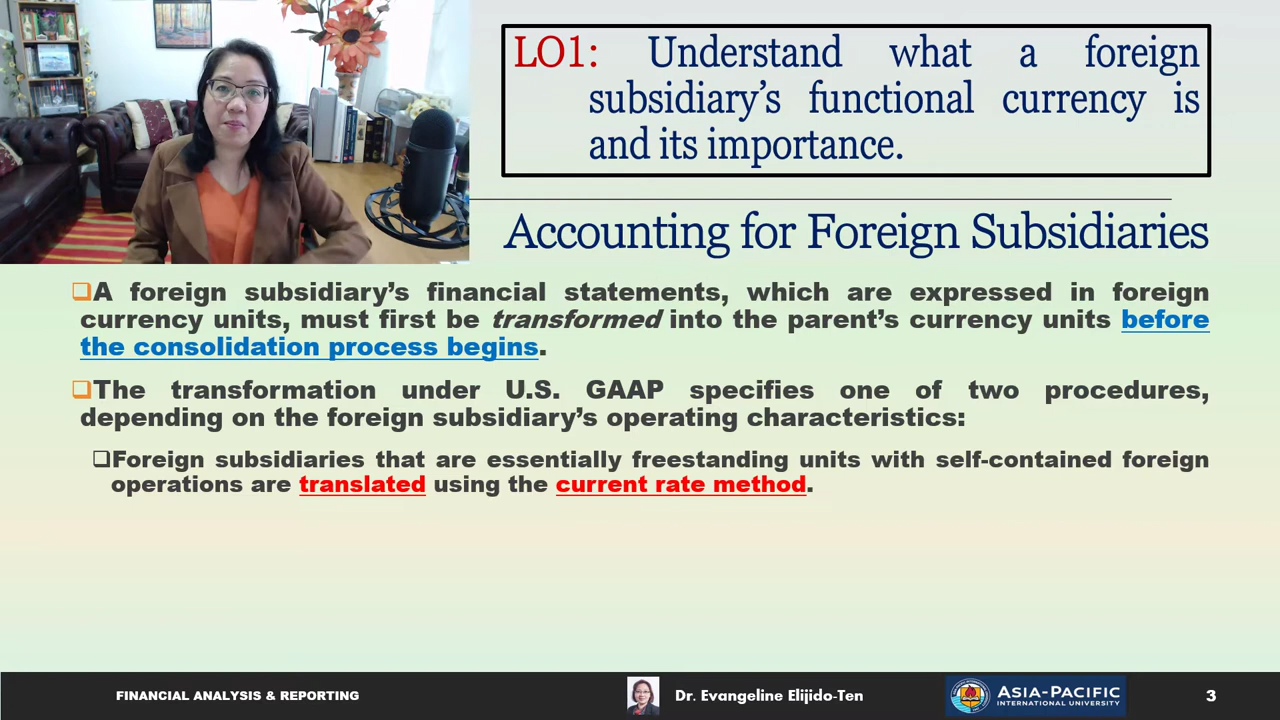 LO1: Understand what a foreign
subsidiary's functional currency is
and its importance.
Accounting for Foreign Subsidiaries
❑A foreign subsidiary's financial statements, which are expressed in foreign
currency units, must first be transformed into the parent's currency units before
the consolidation process begins.
❑The transformation under U.S. GAAP specifies one of two procedures,
depending on the foreign subsidiary's operating characteristics:
❑Foreign subsidiaries that are essentially freestanding units with self-contained foreign
operations are translated using the current rate method.
FINANCIAL ANALYSIS & REPORTING
Dr. Evangeline Elijido-Ten
ASIA-PACIFIC
INTERNATIONAL UNIVERSITY
3